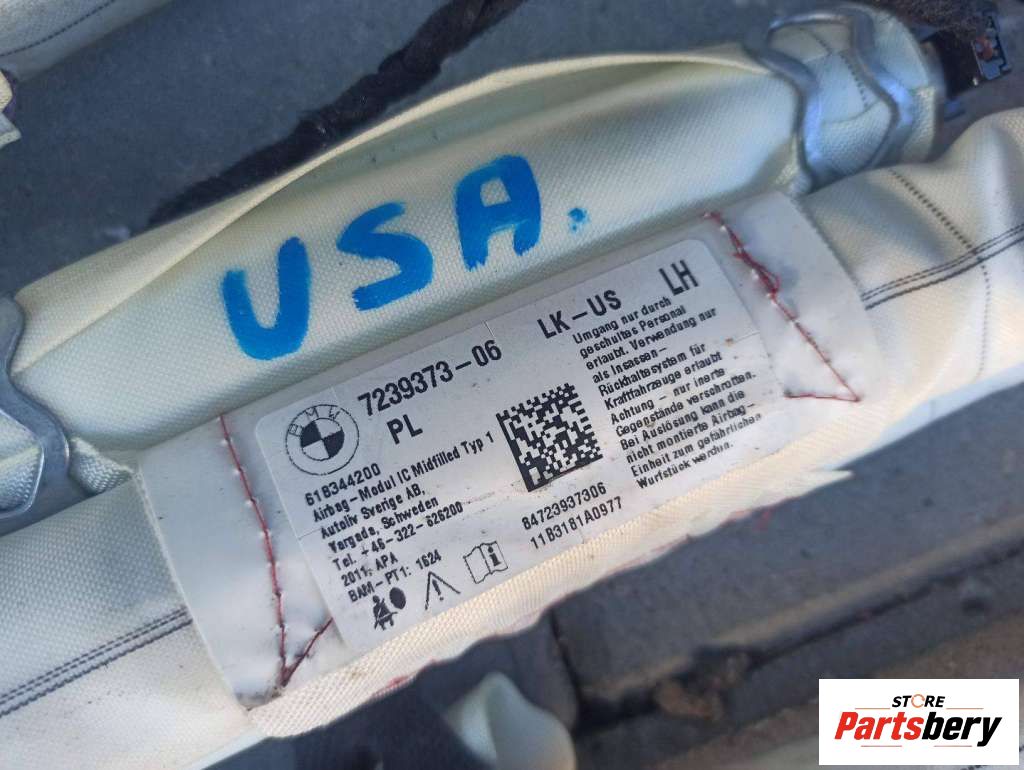 USA.
BMW
7239373-06
PL
LK-US
LH
618344200
Airbag-Modul IC Midfilled Typ 1
Autoliv Sverige AB,
Vargada, Schweden
Tel. +46-322-626200
2011, APA
BAM-PT1: 1624
84723937306
11B3181A0977
Umgang nur durch
geschultes Personal
erlaubt. Verwendung nur
als Insassen-
Rückhaltesystem für
Kraftfahrzeuge erlaubt
Achtung - nur inerte
Gegenstände verschrotten.
Bei Auslösung kann die
nicht montierte Airbag-
Einheit zum gefährlichen
Wurfstück werden.
STORE
Partsbery